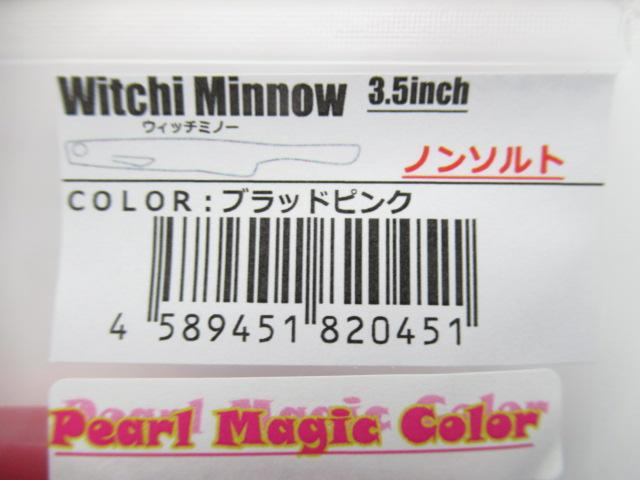 Witchi Minnow 3.5inch
ウィッチミノー
ノンソルト
COLOR：ブラッドピンク
4 589451 820451
Pearl Magic Color